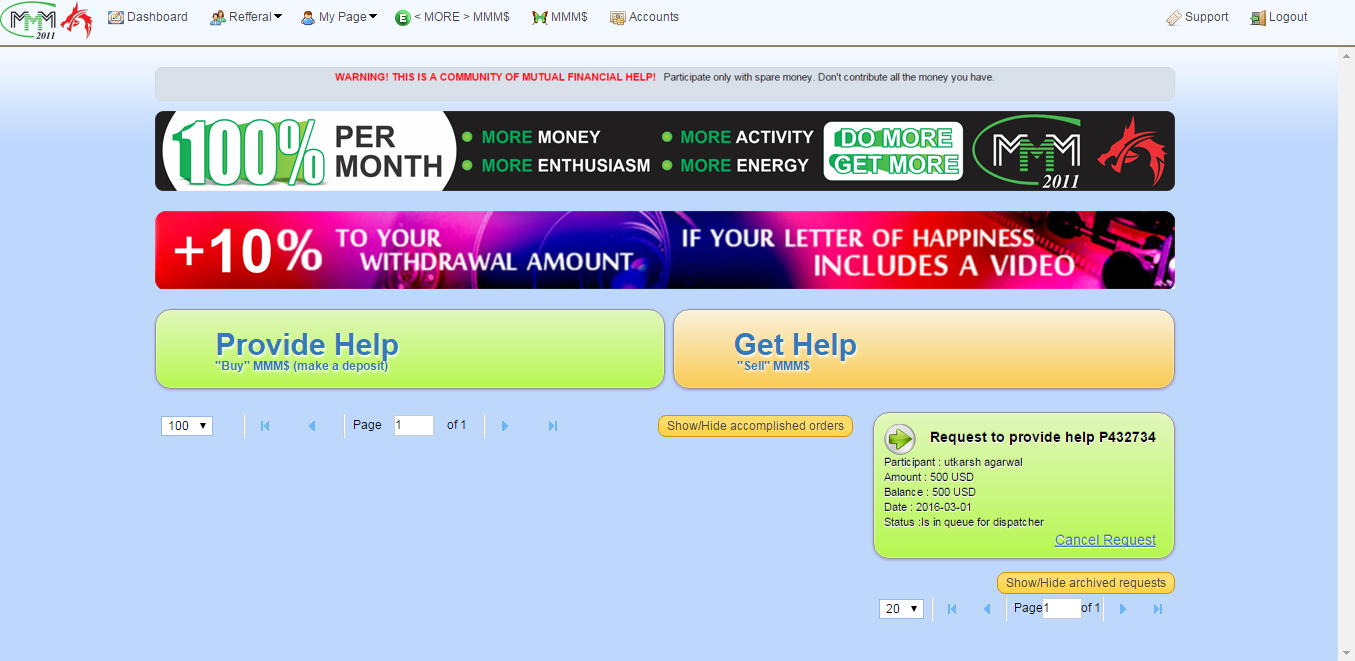 MMM 2011
Dashboard
Refferal
My Page
E < MORE > MMM$
MMM$
Accounts
Support
Logout
WARNING! THIS IS A COMMUNITY OF MUTUAL FINANCIAL HELP! Participate only with spare money. Don't contribute all the money you have.
100% PER MONTH
MORE MONEY
MORE ENTHUSIASM
MORE ACTIVITY
MORE ENERGY
DO MORE
GET MORE
MMM
2011
+10% TO YOUR
WITHDRAWAL AMOUNT
IF YOUR LETTER OF HAPPINESS
INCLUDES A VIDEO
Provide Help
"Buy" MMM$ (make a deposit)
Get Help
"Sell" MMM$
100
Page 1 of 1
Show/Hide accomplished orders
Request to provide help P432734
Participant : utkarsh agarwal
Amount : 500 USD
Balance : 500 USD
Date : 2016-03-01
Status :Is in queue for dispatcher
Cancel Request
Show/Hide archived requests
20
Page 1 of 1